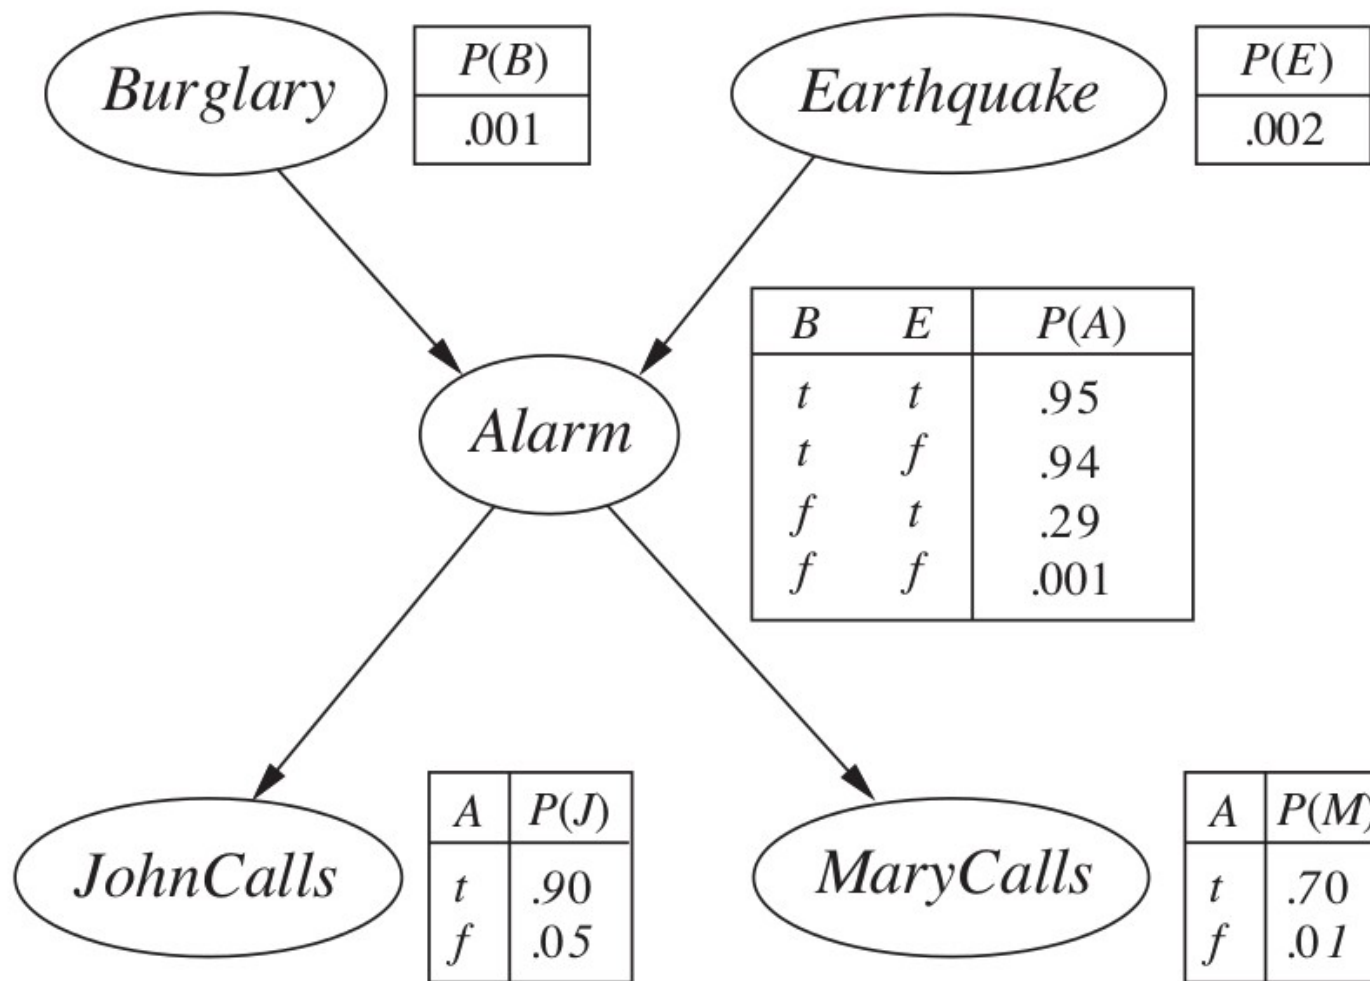 Burglary
P(B)
.001
Earthquake
P(E)
.002
Alarm
B E P(A)
t t .95
t f .94
f t .29
f f .001
JohnCalls
A P(J)
t .90
f .05
MaryCalls
A P(M)
t .70
f .01